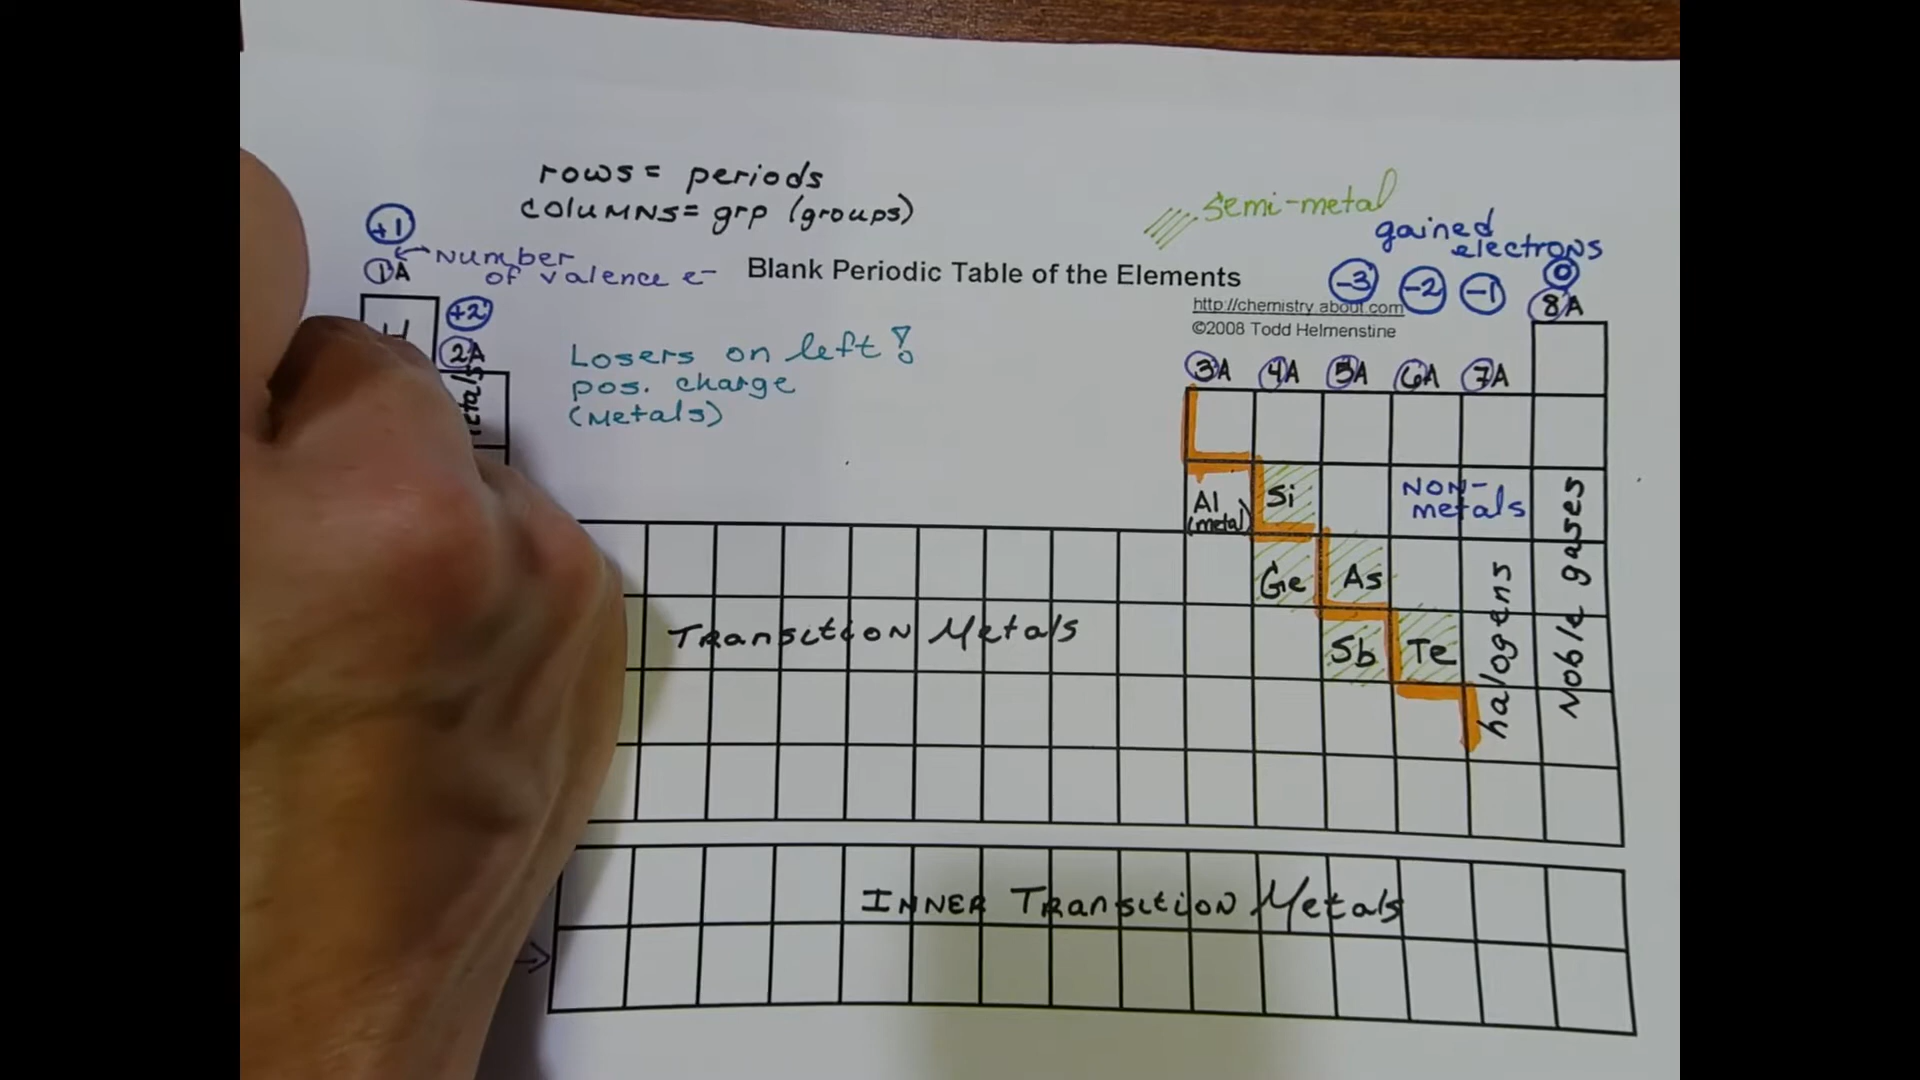 rows = periods
columns = grp (groups)
semi-metal
gained
electrons
+1
Number
of valence e-
1A
Blank Periodic Table of the Elements
-3 -2 -1 0
http://chemistry.about.com
©2008 Todd Helmenstine
8A
+2
2A
Losers on left!
pos. charge
(metals)
3A 4A 5A 6A 7A
Al
(metal)
Si
NON-
metals
Ge
As
Transition Metals
Sb
Te
halogens
Noble gases
INNER Transition Metals